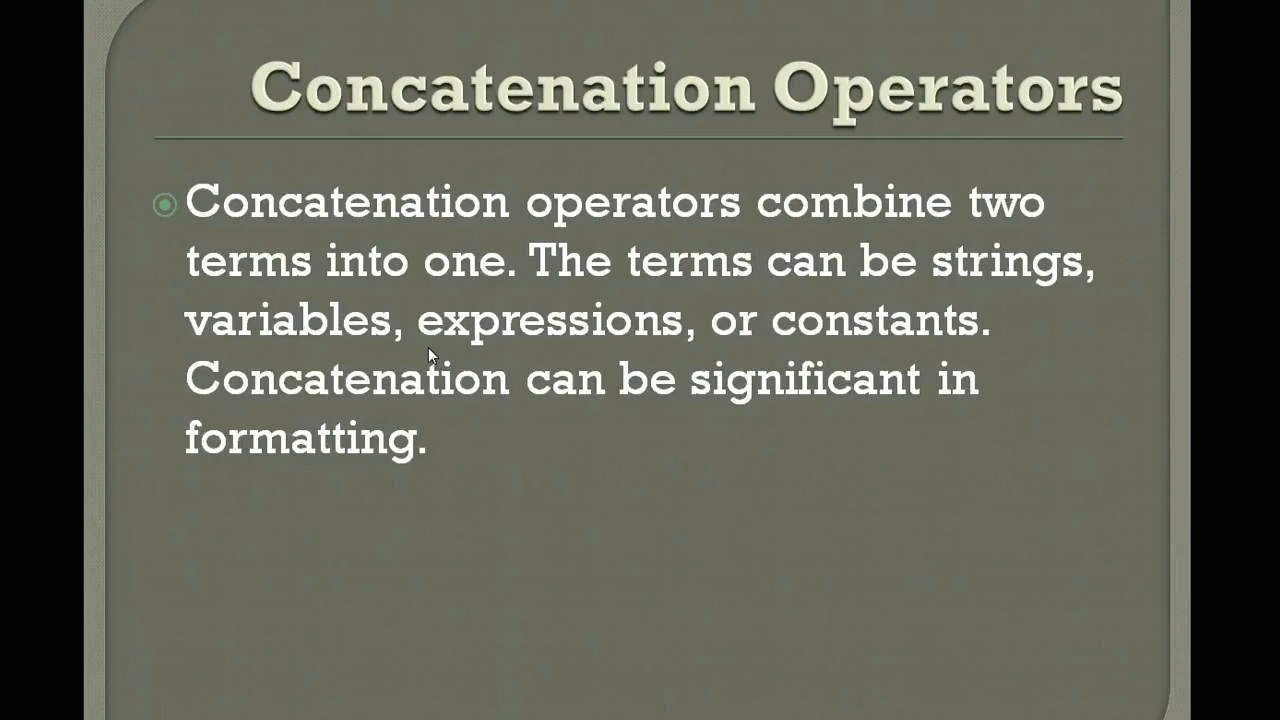 Concatenation Operators
Concatenation operators combine two
terms into one. The terms can be strings,
variables, expressions, or constants.
Concatenation can be significant in
formatting.